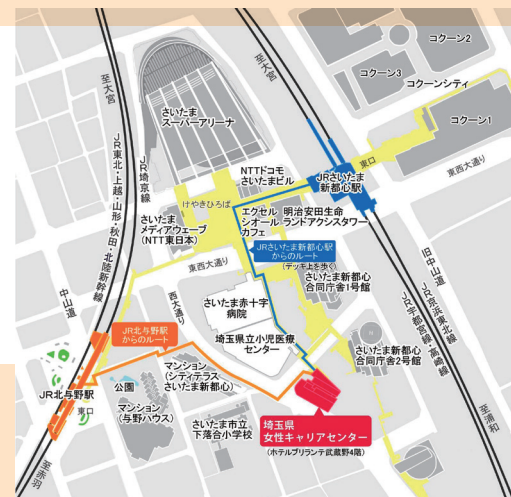 コクーン2
コクーン3
コクーンシティ
コクーン1
至大宮
至大宮
さいたま
スーパーアリーナ
JR東北・上越・山形・秋田・北陸新幹線
JR埼京線
NTTドコモ
さいたまビル
東口
JRさいたま
新都心駅
東西大通り
けやきひろば
さいたま
メディアウェーブ
(NTT東日本)
エクセル
シオール
カフェ
明治安田生命
ランドアクシスタワー
JRさいたま新都心駅
からのルート
(デッキ上を歩く)
東西大通り
さいたま新都心
合同庁舎1号館
旧中山道
JR京浜東北線
JR宇都宮線・高崎線
中山道
西大通り
さいたま赤十字
病院
埼玉県立小児医療
センター
さいたま新都心
合同庁舎2号館
JR北与野駅
からのルート
JR北与野駅
東口
公園
マンション
(シティテラス
さいたま新都心)
マンション
(与野ハウス)
さいたま市立
下落合小学校
埼玉県
女性キャリアセンター
(ホテルブリランテ武蔵野4階)
至浦和
至赤羽